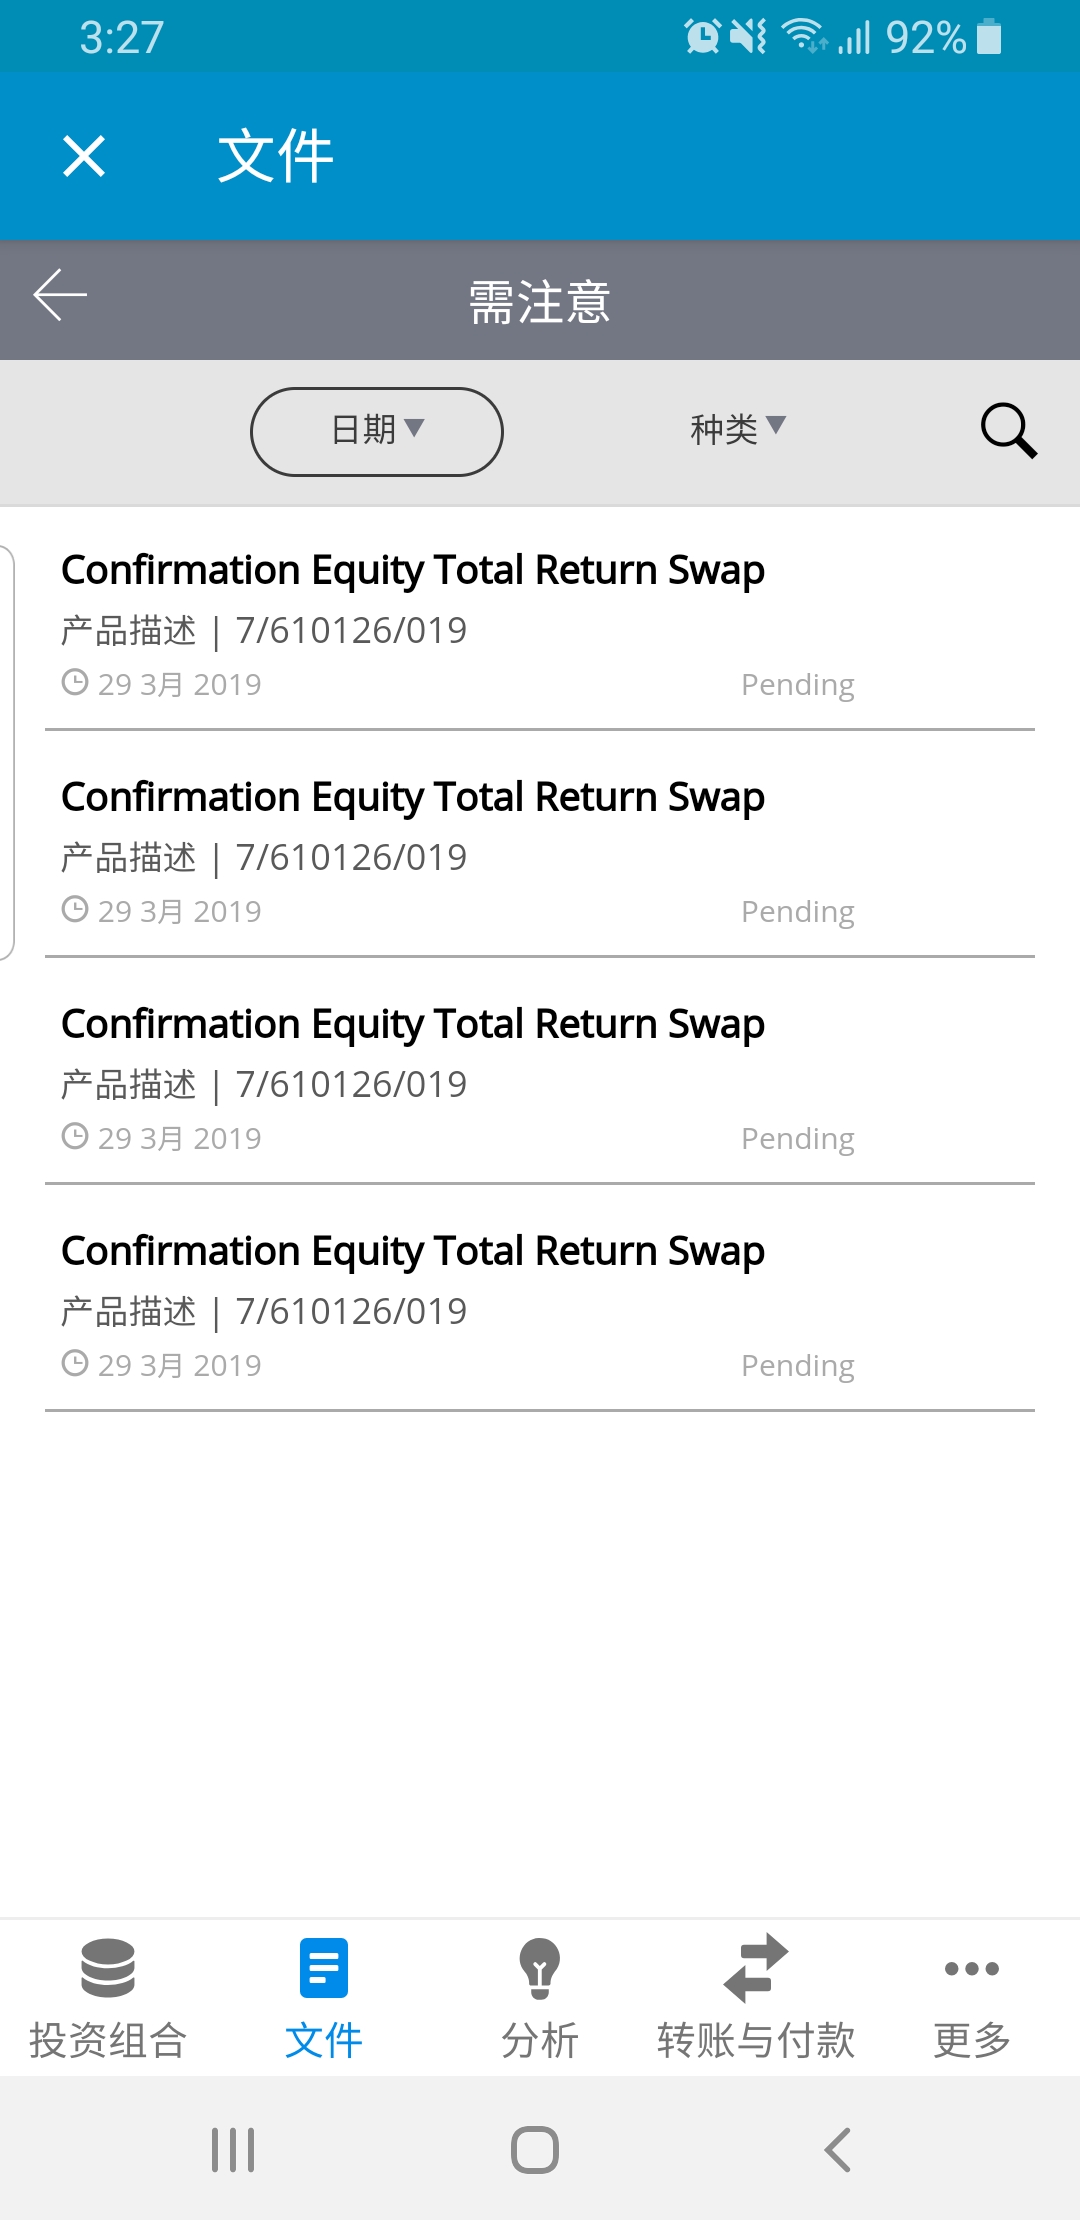 3:27 92%
文件
需注意
日期 种类
Confirmation Equity Total Return Swap
产品描述 | 7/610126/019
29 3月 2019 Pending
Confirmation Equity Total Return Swap
产品描述 | 7/610126/019
29 3月 2019 Pending
Confirmation Equity Total Return Swap
产品描述 | 7/610126/019
29 3月 2019 Pending
Confirmation Equity Total Return Swap
产品描述 | 7/610126/019
29 3月 2019 Pending
投资组合 文件 分析 转账与付款 更多